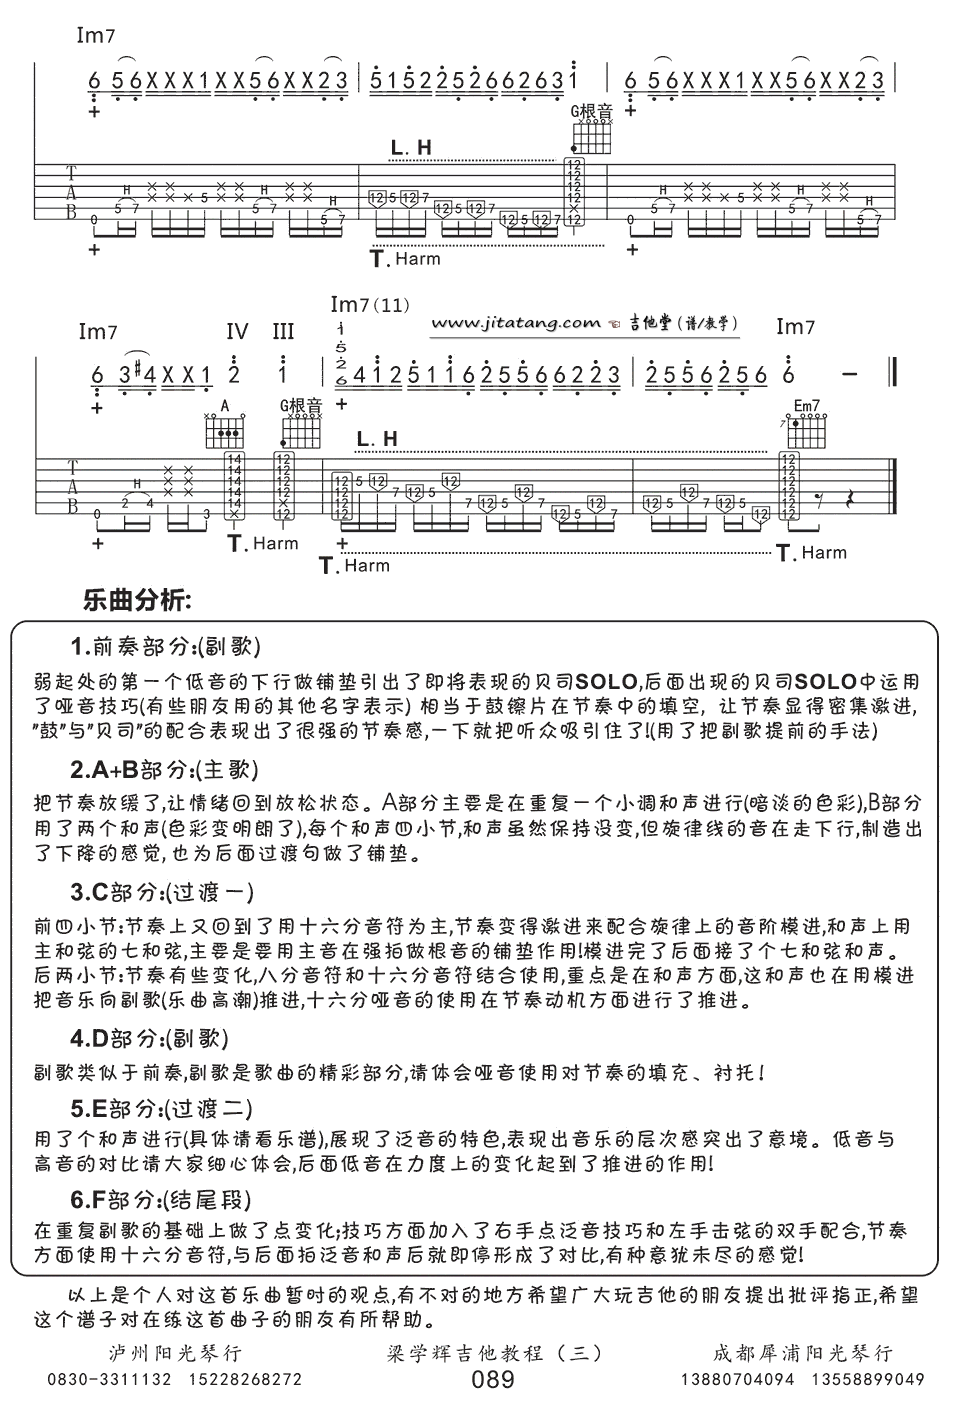 Im7
6 56XXX1XX56XX23 5152252662631 6 56XXX1XX56XX23
+ G根音 +
L. H
T A B
+ T. Harm +
Im7 IV III Im7(11) www.jitatang.com 吉他堂(谱/教学) Im7
6 3#4XX1 2 1 412511625562223 2556256 6 —
+ A G根音 + Em7
L. H
T A B
+ T. Harm + T. Harm T. Harm
乐曲分析:
1.前奏部分:(副歌)
弱起处的第一个低音的下行做铺垫引出了即将表现的贝司SOLO,后面出现的贝司SOLO中运用
了哑音技巧(有些朋友用的其他名字表示) 相当于鼓镲片在节奏中的填空, 让节奏显得密集激进,
"鼓"与"贝司"的配合表现出了很强的节奏感,一下就把听众吸引住了!(用了把副歌提前的手法)
2.A+B部分:(主歌)
把节奏放缓了,让情绪回到放松状态。A部分主要是在重复一个小调和声进行(暗淡的色彩),B部分
用了两个和声(色彩变明朗了),每个和声四小节,和声虽然保持没变,但旋律线的音在走下行,制造出
了下降的感觉,也为后面过渡句做了铺垫。
3.C部分:(过渡一)
前四小节:节奏上又回到了用十六分音符为主,节奏变得激进来配合旋律上的音阶模进,和声上用
主和弦的七和弦,主要是要用主音在强拍做根音的铺垫作用!模进完了后面接了个七和弦和声。
后两小节:节奏有些变化,八分音符和十六分音符结合使用,重点是在和声方面,这和声也在用模进
把音乐向副歌(乐曲高潮)推进,十六分哑音的使用在节奏动机方面进行了推进。
4.D部分:(副歌)
副歌类似于前奏,副歌是歌曲的精彩部分,请体会哑音使用对节奏的填充、衬托!
5.E部分:(过渡二)
用了个和声进行(具体请看乐谱),展现了泛音的特色,表现出音乐的层次感突出了意境。低音与
高音的对比请大家细心体会,后面低音在力度上的变化起到了推进的作用!
6.F部分:(结尾段)
在重复副歌的基础上做了点变化;技巧方面加入了右手点泛音技巧和左手击弦的双手配合,节奏
方面使用十六分音符,与后面拍泛音和声后就即停形成了对比,有种意犹未尽的感觉!
以上是个人对这首乐曲暂时的观点,有不对的地方希望广大玩吉他的朋友提出批评指正,希望
这个谱子对在练这首曲子的朋友有所帮助。
泸州阳光琴行 梁学辉吉他教程（三） 成都犀浦阳光琴行
0830-3311132 15228268272 089 13880704094 13558899049